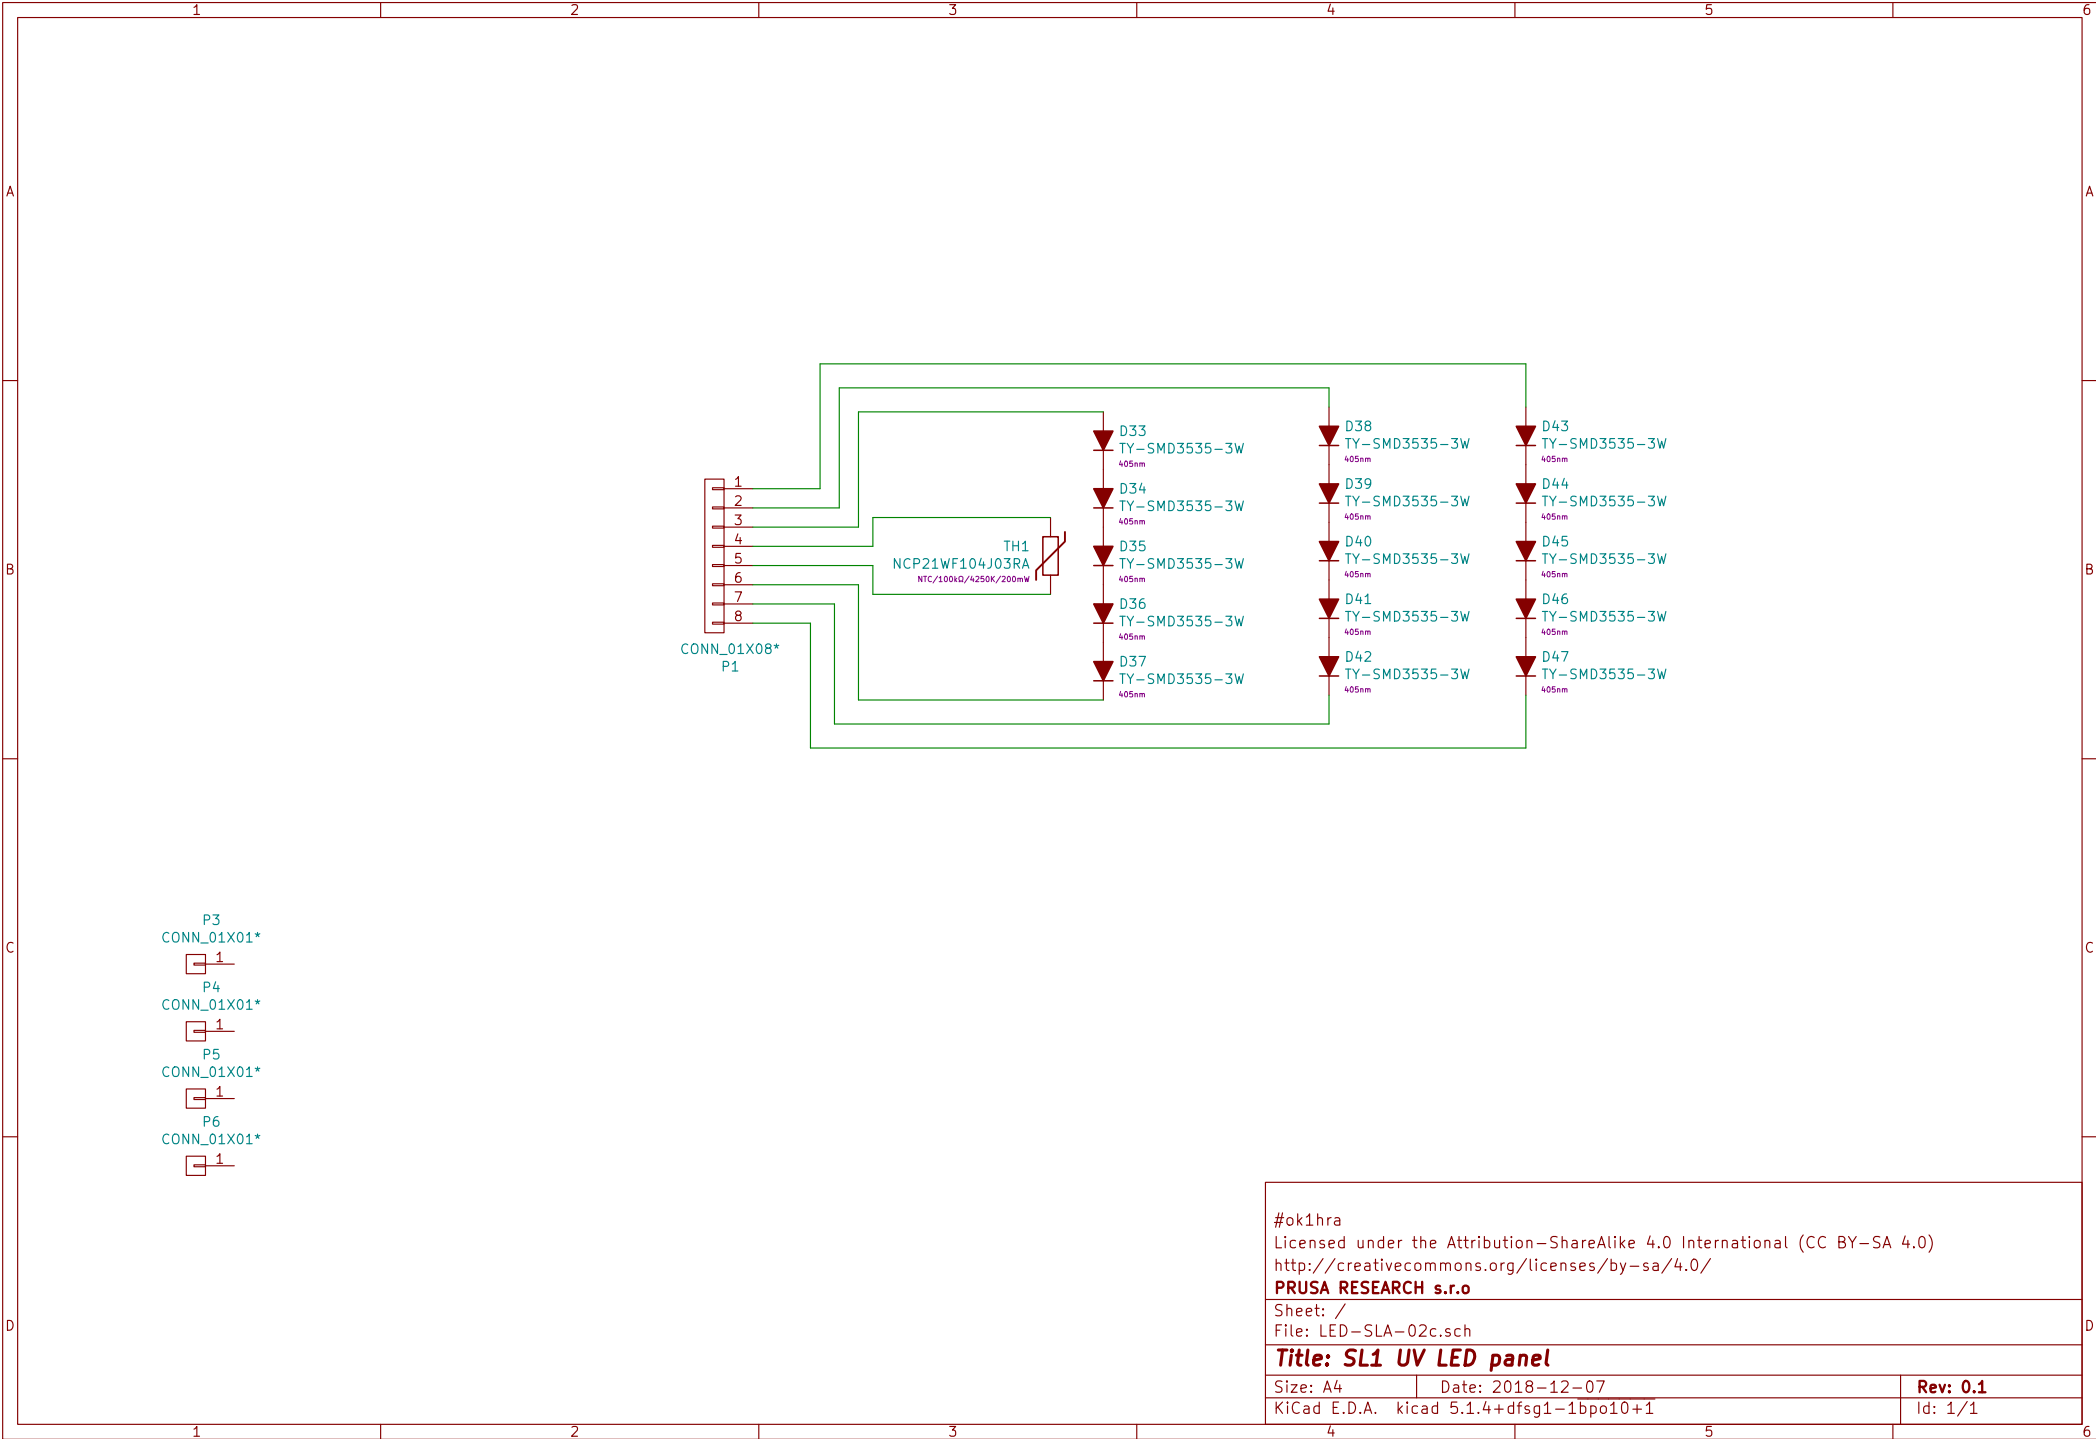 1 2 3 4 5 6
A A
B B
C C
D D
1
2
3
4
5
6
7
8
CONN_01X08*
P1
TH1
NCP21WF104J03RA
NTC/100kΩ/4250K/200mW
D33
TY-SMD3535-3W
405nm
D34
TY-SMD3535-3W
405nm
D35
TY-SMD3535-3W
405nm
D36
TY-SMD3535-3W
405nm
D37
TY-SMD3535-3W
405nm
D38
TY-SMD3535-3W
405nm
D39
TY-SMD3535-3W
405nm
D40
TY-SMD3535-3W
405nm
D41
TY-SMD3535-3W
405nm
D42
TY-SMD3535-3W
405nm
D43
TY-SMD3535-3W
405nm
D44
TY-SMD3535-3W
405nm
D45
TY-SMD3535-3W
405nm
D46
TY-SMD3535-3W
405nm
D47
TY-SMD3535-3W
405nm
P3
CONN_01X01*
1
P4
CONN_01X01*
1
P5
CONN_01X01*
1
P6
CONN_01X01*
1
#ok1hra
Licensed under the Attribution-ShareAlike 4.0 International (CC BY-SA 4.0)
http://creativecommons.org/licenses/by-sa/4.0/
PRUSA RESEARCH s.r.o
Sheet: /
File: LED-SLA-02c.sch
Title: SL1 UV LED panel
Size: A4 Date: 2018-12-07 Rev: 0.1
KiCad E.D.A. kicad 5.1.4+dfsg1-1bpo10+1 Id: 1/1
1 2 3 4 5 6